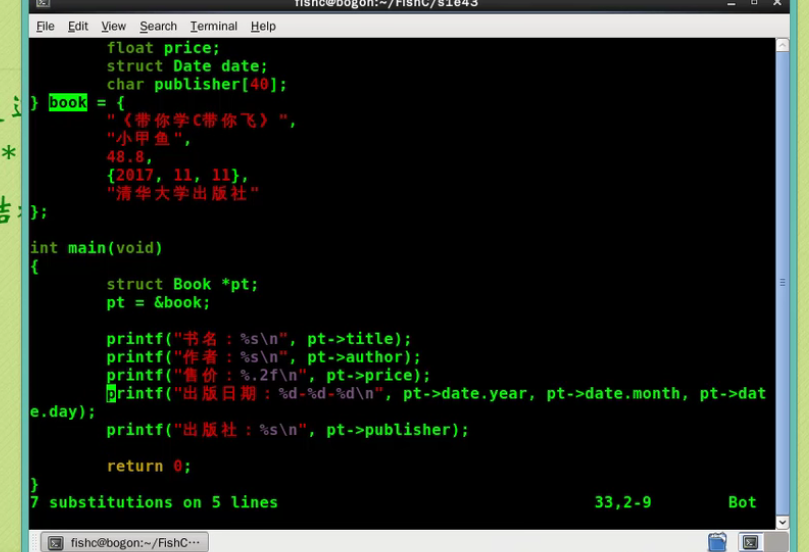 fishc@bogon:~/FishC/s1e43
File Edit View Search Terminal Help
float price;
struct Date date;
char publisher[40];
} book = {
"《带你学C带你飞》",
"小甲鱼",
48.8,
{2017, 11, 11},
"清华大学出版社"
};
int main(void)
{
struct Book *pt;
pt = &book;
printf("书名：%s\n", pt->title);
printf("作者：%s\n", pt->author);
printf("售价：%.2f\n", pt->price);
printf("出版日期：%d-%d-%d\n", pt->date.year, pt->date.month, pt->dat
e.day);
printf("出版社：%s\n", pt->publisher);
return 0;
}
7 substitutions on 5 lines 33,2-9 Bot
fishc@bogon:~/FishC···